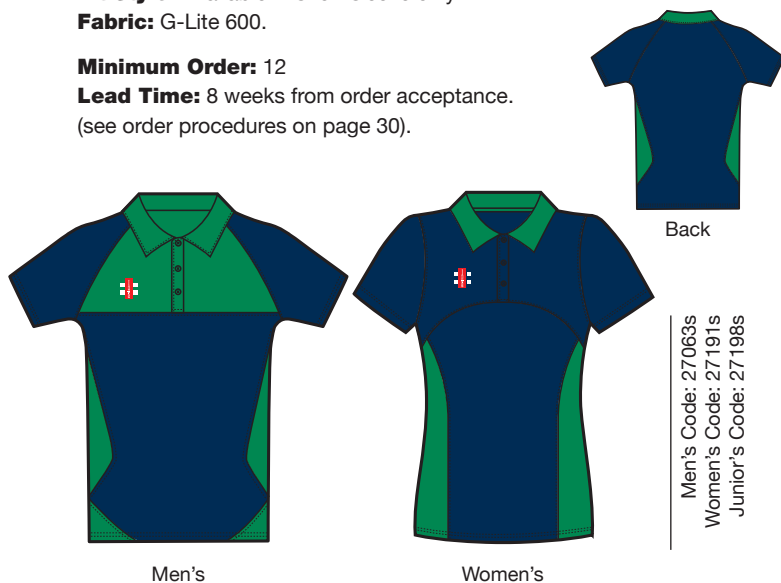 Fabric: G-Lite 600.
Minimum Order: 12
Lead Time: 8 weeks from order acceptance.
(see order procedures on page 30).
Back
Men's Code: 27063s
Women's Code: 27191s
Junior's Code: 27198s
Men's
Women's